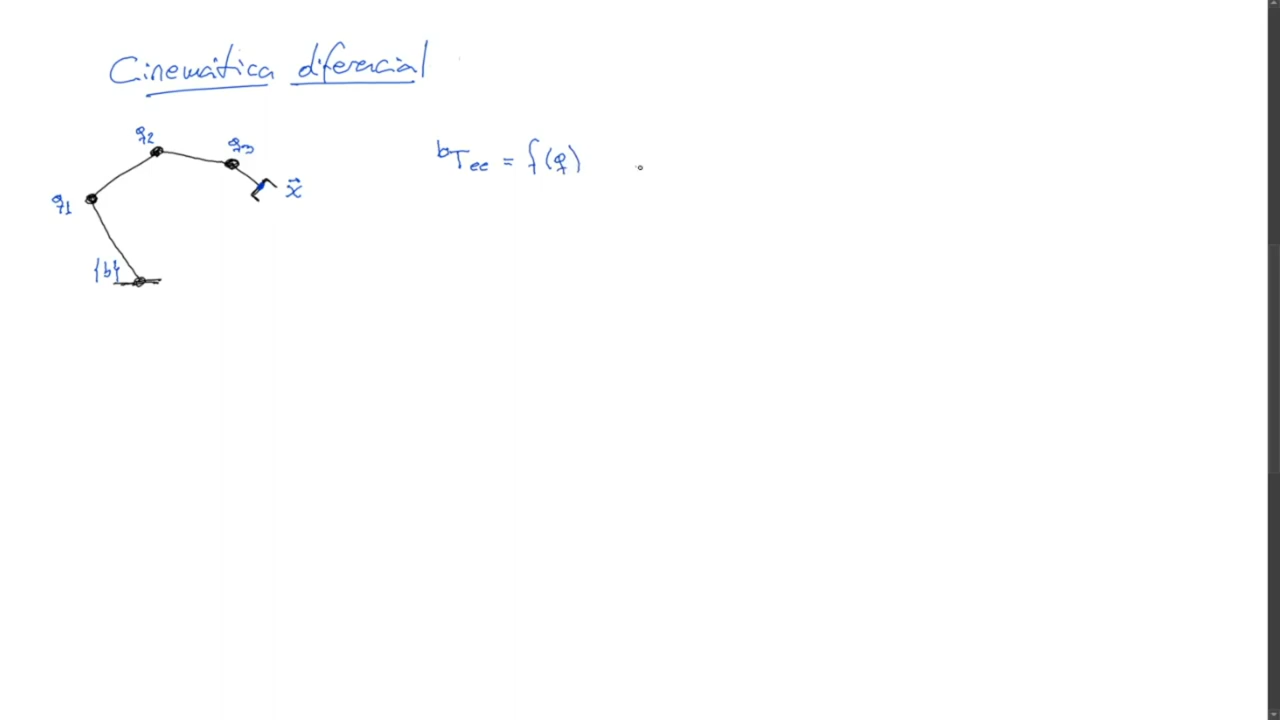 Cinemática diferencial
q2
q3
ᵇTee = f(q)
x⃗
q1
{b}